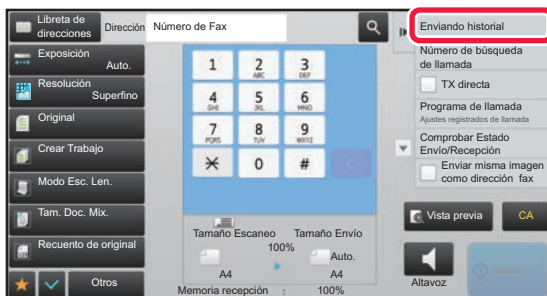 Libreta de
direcciones
Dirección
Número de Fax
Exposición
Auto.
Resolución
Superfino
Original
Crear Trabajo
Modo Esc. Len.
Tam. Doc. Mix.
Recuento de original
Otros
1
2
ABC
3
DEF
4
GHI
5
JKL
6
MNO
7
PQRS
8
TUV
9
WXYZ
0
#
C
Tamaño Escaneo
Tamaño Envío
100%
Auto.
A4
A4
Memoria recepción : 100%
Enviando historial
Número de búsqueda
de llamada
TX directa
Programa de llamada
Ajustes registrados de llamada
Comprobar Estado
Envío/Recepción
Enviar misma imagen
como dirección fax
Vista previa
CA
Altavoz
Iniciar